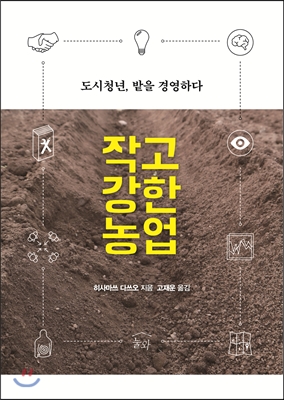 도시청년, 밭을 경영하다
작고
강한
농업
히사마쓰 다쓰오 지음 고재운 옮김
눌와